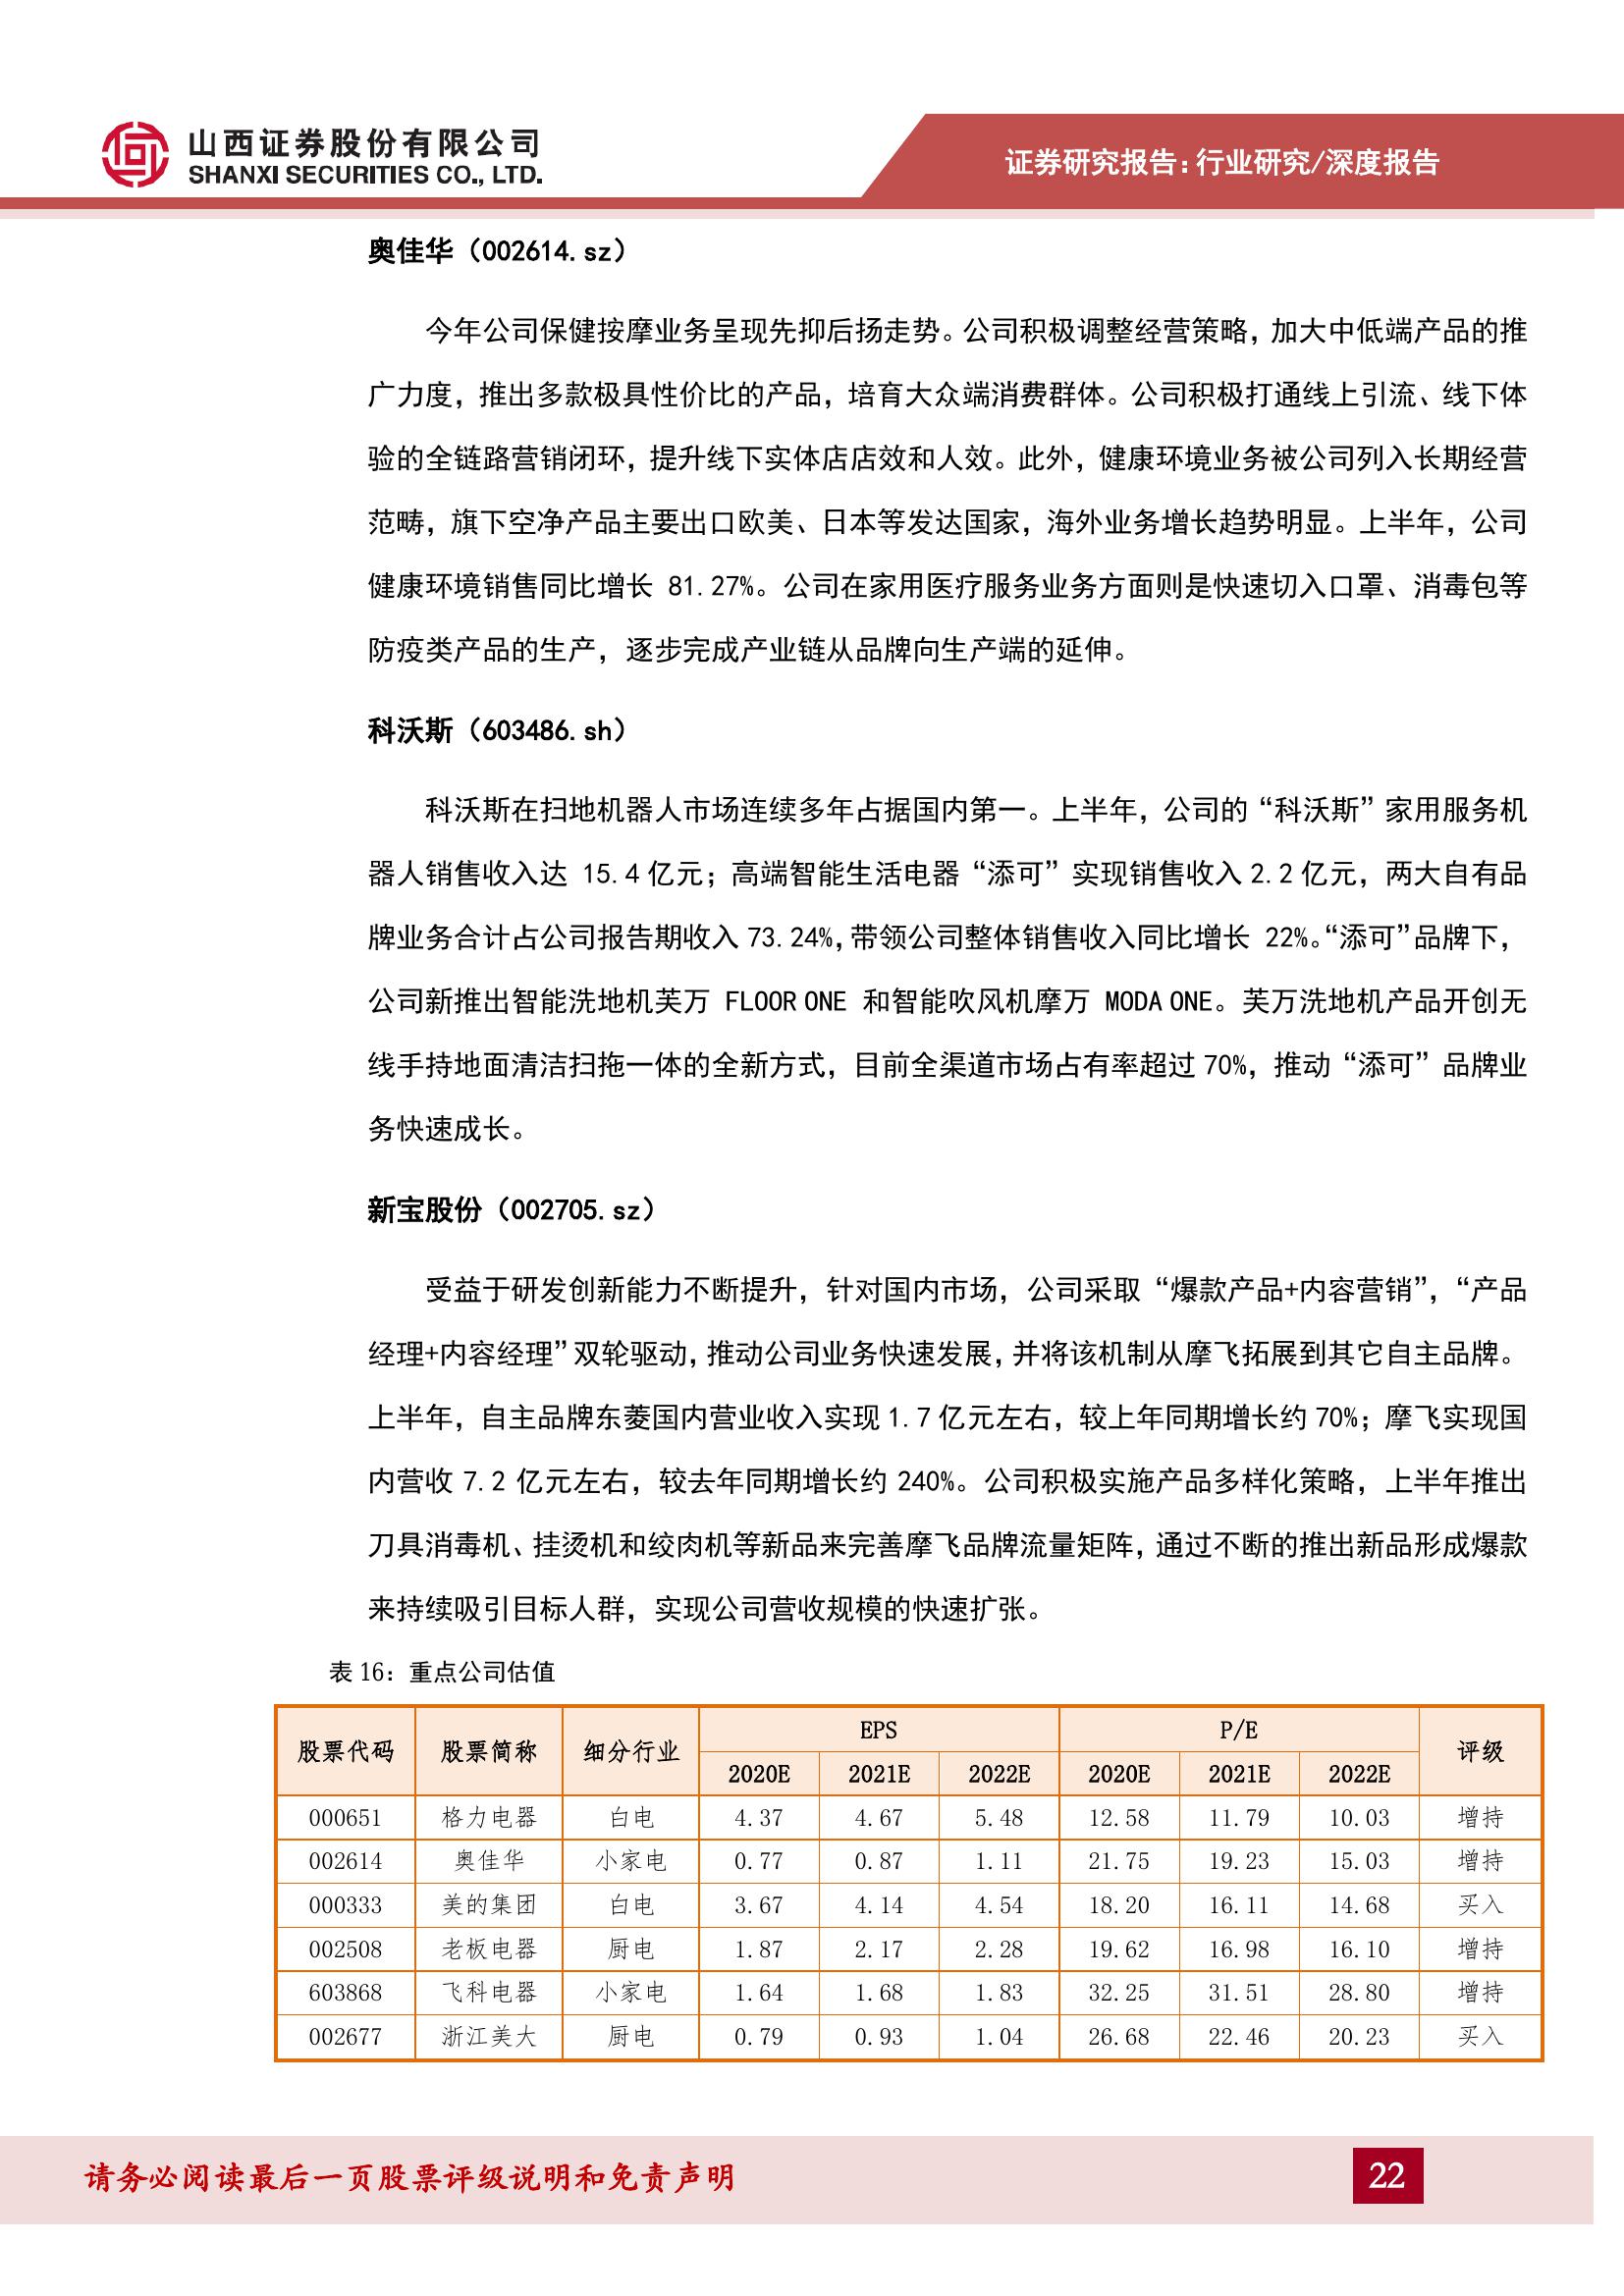 山西证券股份有限公司
SHANXI SECURITIES CO., LTD.
证券研究报告：行业研究/深度报告
奥佳华（002614.sz）
今年公司保健按摩业务呈现先抑后扬走势。公司积极调整经营策略，加大中低端产品的推
广力度，推出多款极具性价比的产品，培育大众端消费群体。公司积极打通线上引流、线下体
验的全链路营销闭环，提升线下实体店店效和人效。此外，健康环境业务被公司列入长期经营
范畴，旗下空净产品主要出口欧美、日本等发达国家，海外业务增长趋势明显。上半年，公司
健康环境销售同比增长 81.27%。公司在家用医疗服务业务方面则是快速切入口罩、消毒包等
防疫类产品的生产，逐步完成产业链从品牌向生产端的延伸。
科沃斯（603486.sh）
科沃斯在扫地机器人市场连续多年占据国内第一。上半年，公司的“科沃斯”家用服务机
器人销售收入达 15.4 亿元；高端智能生活电器“添可”实现销售收入 2.2 亿元，两大自有品
牌业务合计占公司报告期收入 73.24%，带领公司整体销售收入同比增长 22%。“添可”品牌下，
公司新推出智能洗地机芙万 FLOOR ONE 和智能吹风机摩万 MODA ONE。芙万洗地机产品开创无
线手持地面清洁扫拖一体的全新方式，目前全渠道市场占有率超过 70%，推动“添可”品牌业
务快速成长。
新宝股份（002705.sz）
受益于研发创新能力不断提升，针对国内市场，公司采取“爆款产品+内容营销”，“产品
经理+内容经理”双轮驱动，推动公司业务快速发展，并将该机制从摩飞拓展到其它自主品牌。
上半年，自主品牌东菱国内营业收入实现 1.7 亿元左右，较上年同期增长约 70%；摩飞实现国
内营收 7.2 亿元左右，较去年同期增长约 240%。公司积极实施产品多样化策略，上半年推出
刀具消毒机、挂烫机和绞肉机等新品来完善摩飞品牌流量矩阵，通过不断的推出新品形成爆款
来持续吸引目标人群，实现公司营收规模的快速扩张。
表 16：重点公司估值
股票代码 股票简称 细分行业 EPS P/E 评级
2020E 2021E 2022E 2020E 2021E 2022E
000651 格力电器 白电 4.37 4.67 5.48 12.58 11.79 10.03 增持
002614 奥佳华 小家电 0.77 0.87 1.11 21.75 19.23 15.03 增持
000333 美的集团 白电 3.67 4.14 4.54 18.20 16.11 14.68 买入
002508 老板电器 厨电 1.87 2.17 2.28 19.62 16.98 16.10 增持
603868 飞科电器 小家电 1.64 1.68 1.83 32.25 31.51 28.80 增持
002677 浙江美大 厨电 0.79 0.93 1.04 26.68 22.46 20.23 买入
请务必阅读最后一页股票评级说明和免责声明
22